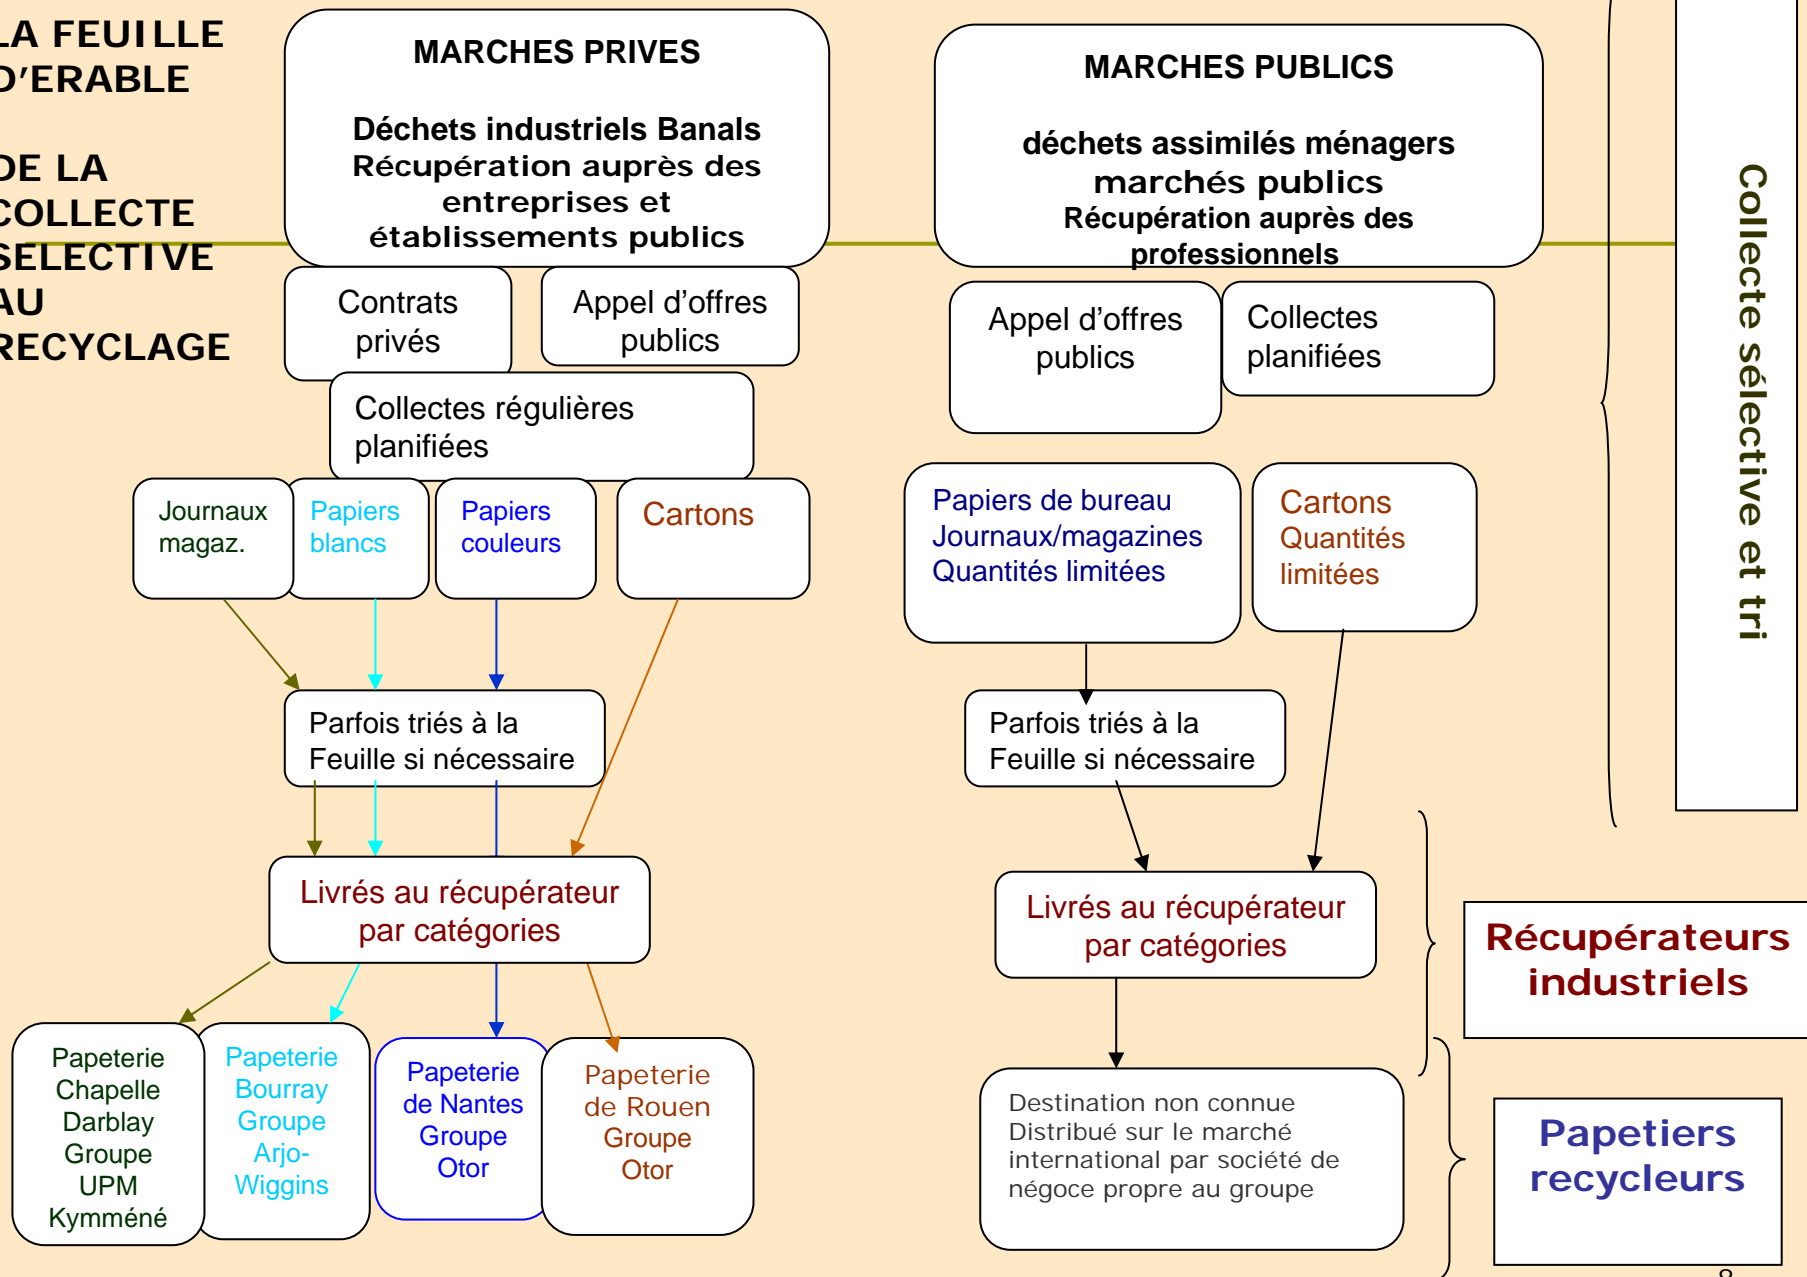 LA FEUILLE
D'ERABLE
DE LA
COLLECTE
SELECTIVE
AU
RECYCLAGE
MARCHES PRIVES
Déchets industriels Banals
Récupération auprès des
entreprises et
établissements publics
Contrats
privés
Appel d'offres
publics
Collectes régulières
planifiées
Journaux
magaz.
Papiers
blancs
Papiers
couleurs
Cartons
Parfois triés à la
Feuille si nécessaire
Livrés au récupérateur
par catégories
Papeterie
Chapelle
Darblay
Groupe
UPM
Kymméné
Papeterie
Bourray
Groupe
Arjo-
Wiggins
Papeterie
de Nantes
Groupe
Otor
Papeterie
de Rouen
Groupe
Otor
MARCHES PUBLICS
déchets assimilés ménagers
marchés publics
Récupération auprès des
professionnels
Appel d'offres
publics
Collectes
planifiées
Papiers de bureau
Journaux/magazines
Quantités limitées
Cartons
Quantités
limitées
Parfois triés à la
Feuille si nécessaire
Livrés au récupérateur
par catégories
Destination non connue
Distribué sur le marché
international par société de
négoce propre au groupe
Collecte sélective et tri
Récupérateurs
industriels
Papetiers
recycleurs
8